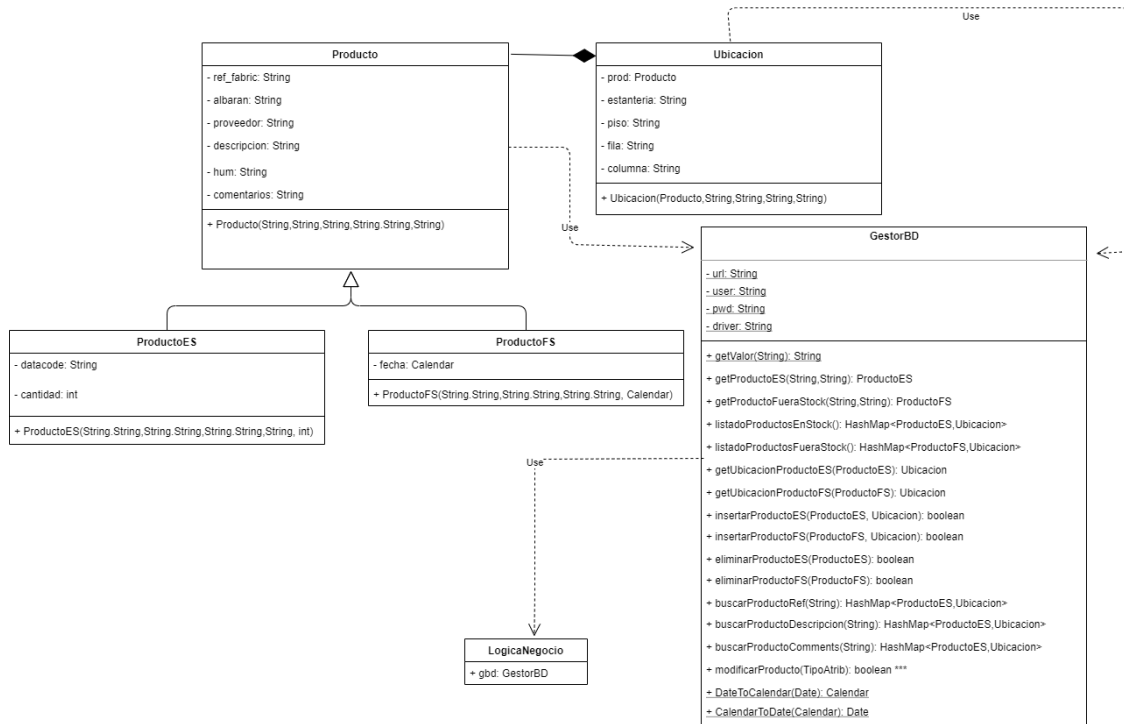 Use
Producto
- ref_fabric: String
- albaran: String
- proveedor: String
- descripcion: String
- hum: String
- comentarios: String
+ Producto(String,String,String,String.String,String)
Ubicacion
- prod: Producto
- estanteria: String
- piso: String
- fila: String
- columna: String
+ Ubicacion(Producto,String,String,String,String)
Use
ProductoES
- datacode: String
- cantidad: int
+ ProductoES(String.String,String.String,String.String,String, int)
ProductoFS
- fecha: Calendar
+ ProductoFS(String.String,String.String,String.String, Calendar)
GestorBD
- url: String
- user: String
- pwd: String
- driver: String
+ getValor(String): String
+ getProductoES(String,String): ProductoES
+ getProductoFueraStock(String,String): ProductoFS
+ listadoProductosEnStock(): HashMap<ProductoES,Ubicacion>
+ listadoProductosFueraStock(): HashMap<ProductoFS,Ubicacion>
+ getUbicacionProductoES(ProductoES): Ubicacion
+ getUbicacionProductoFS(ProductoFS): Ubicacion
+ insertarProductoES(ProductoES, Ubicacion): boolean
+ insertarProductoFS(ProductoFS, Ubicacion): boolean
+ eliminarProductoES(ProductoES): boolean
+ eliminarProductoFS(ProductoFS): boolean
+ buscarProductoRef(String): HashMap<ProductoES,Ubicacion>
+ buscarProductoDescripcion(String): HashMap<ProductoES,Ubicacion>
+ buscarProductoComments(String): HashMap<ProductoES,Ubicacion>
+ modificarProducto(TipoAtrib): boolean ***
+ DateToCalendar(Date): Calendar
+ CalendarToDate(Calendar): Date
Use
LogicaNegocio
+ gbd: GestorBD